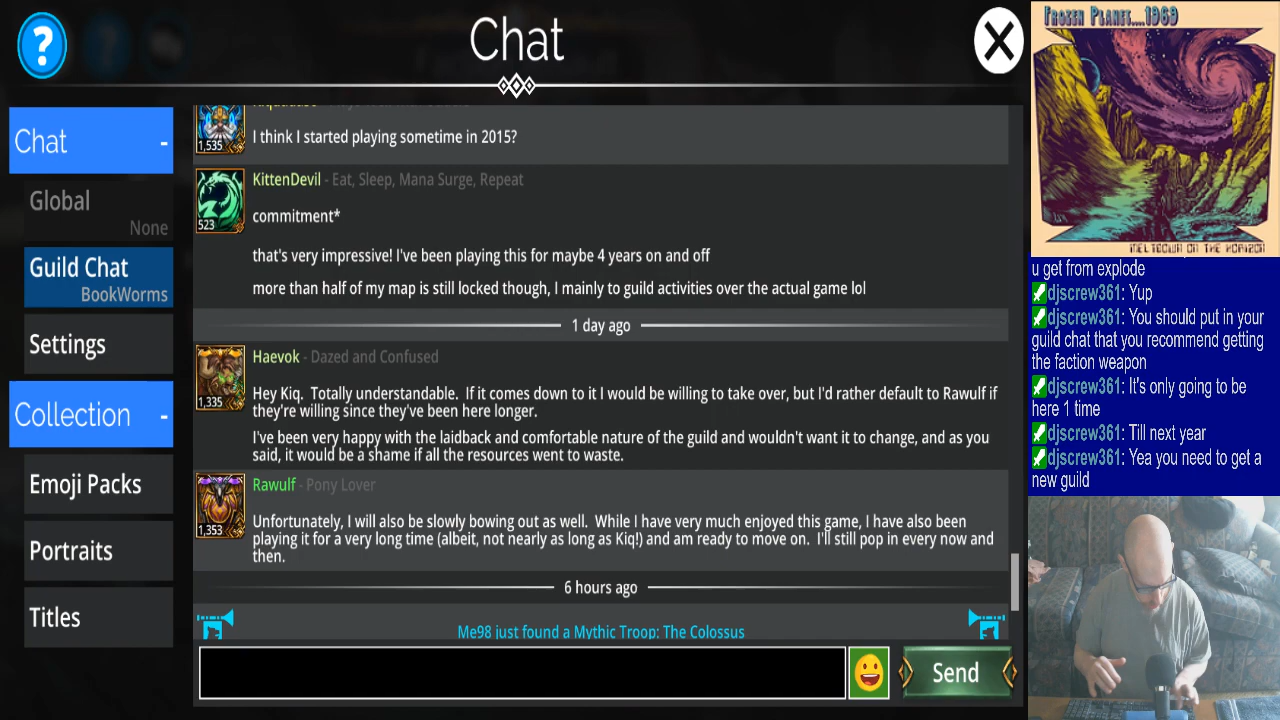 Chat
?
X
Chat -
Global
None
Guild Chat
BookWorms
Settings
Collection -
Emoji Packs
Portraits
Titles
1,535
I think I started playing sometime in 2015?
KittenDevil - Eat, Sleep, Mana Surge, Repeat
523
commitment*
that's very impressive! I've been playing this for maybe 4 years on and off
more than half of my map is still locked though, I mainly to guild activities over the actual game lol
1 day ago
Haevok - Dazed and Confused
1,335
Hey Kiq. Totally understandable. If it comes down to it I would be willing to take over, but I'd rather default to Rawulf if
they're willing since they've been here longer.
I've been very happy with the laidback and comfortable nature of the guild and wouldn't want it to change, and as you
said, it would be a shame if all the resources went to waste.
Rawulf - Pony Lover
1,353
Unfortunately, I will also be slowly bowing out as well. While I have very much enjoyed this game, I have also been
playing it for a very long time (albeit, not nearly as long as Kiq!) and am ready to move on. I'll still pop in every now and
then.
6 hours ago
Me98 just found a Mythic Troop: The Colossus
Send
Frozen Planet....1969
Meltdown on the Horizon
u get from explode
djscrew361: Yup
djscrew361: You should put in your
guild chat that you recommend getting
the faction weapon
djscrew361: It's only going to be
here 1 time
djscrew361: Till next year
djscrew361: Yea you need to get a
new guild